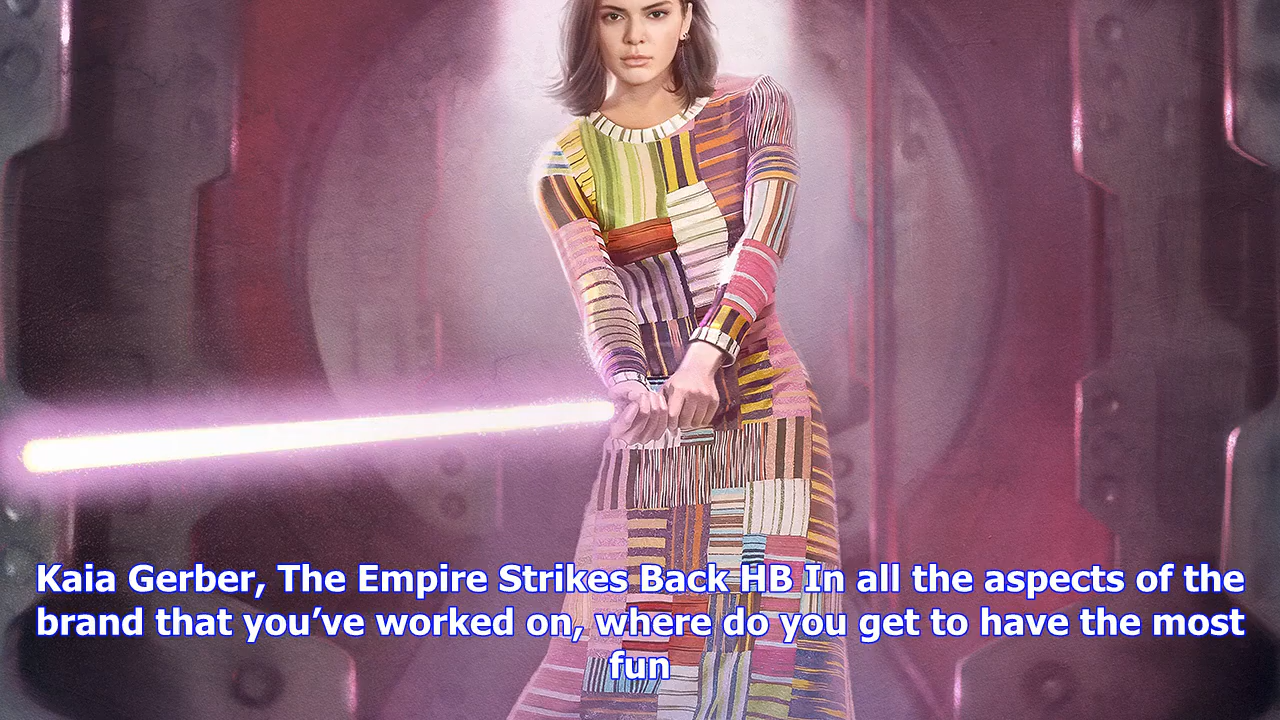 Kaia Gerber, The Empire Strikes Back HB In all the aspects of the
brand that you’ve worked on, where do you get to have the most
fun